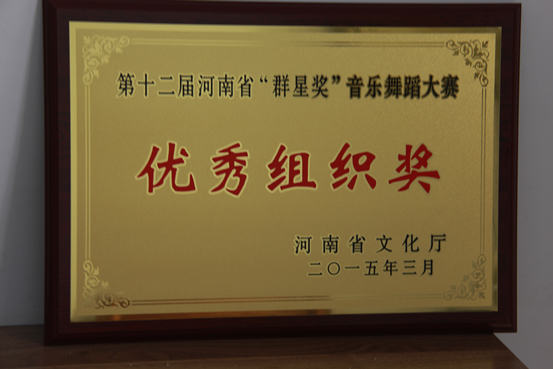 第十二届河南省“群星奖”音乐舞蹈大赛
优秀组织奖
河南省文化厅
二〇一五年三月